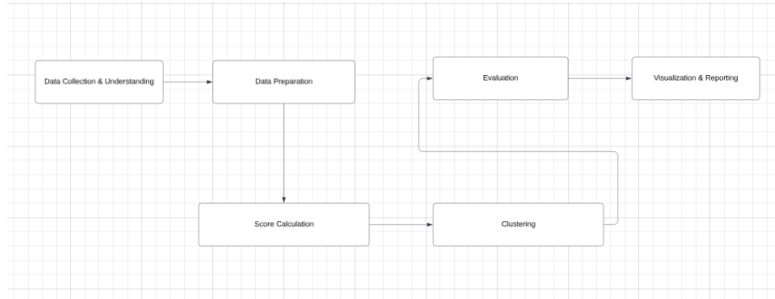 Data Collection & Understanding
Data Preparation
Score Calculation
Clustering
Evaluation
Visualization & Reporting